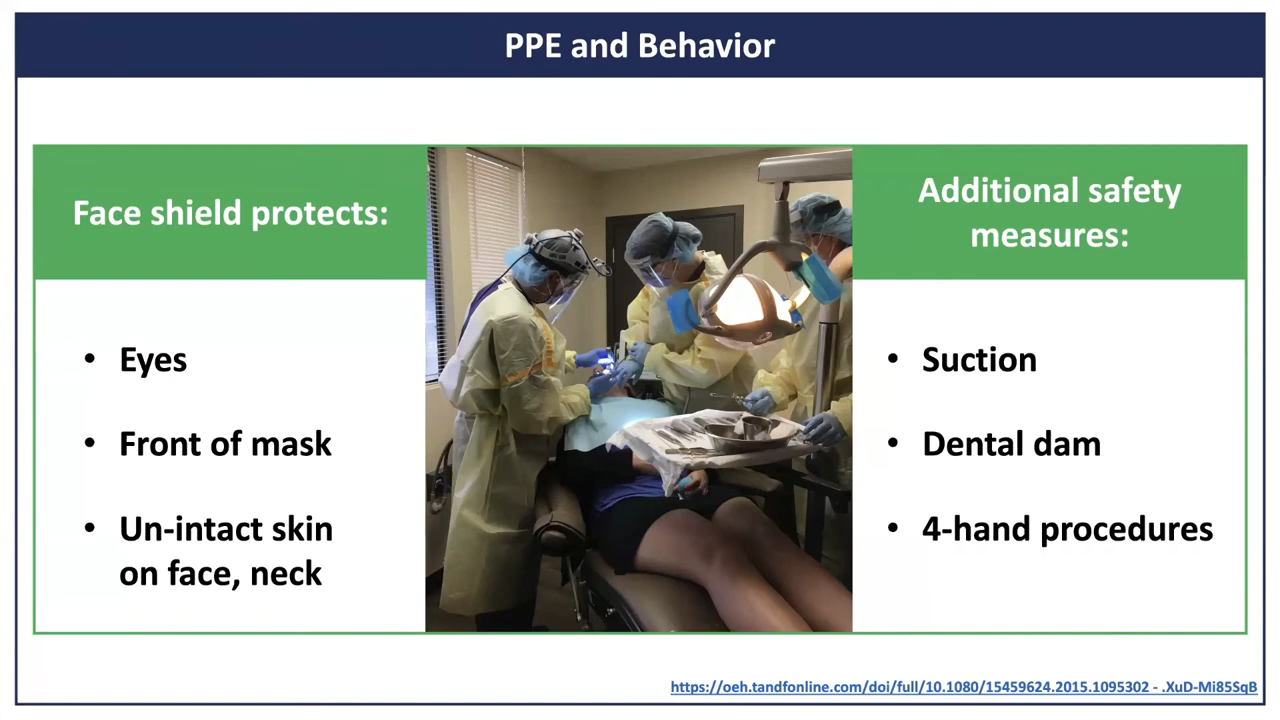 PPE and Behavior
Face shield protects:
• Eyes
• Front of mask
• Un-intact skin
on face, neck
Additional safety
measures:
• Suction
• Dental dam
• 4-hand procedures
https://oeh.tandfonline.com/doi/full/10.1080/15459624.2015.1095302 - .XuD-Mi85SqB